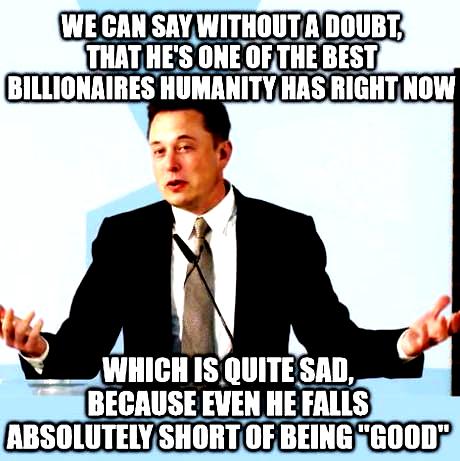 WE CAN SAY WITHOUT A DOUBT,
THAT HE'S ONE OF THE BEST
BILLIONAIRES HUMANITY HAS RIGHT NOW
WHICH IS QUITE SAD,
BECAUSE EVEN HE FALLS
ABSOLUTELY SHORT OF BEING "GOOD"